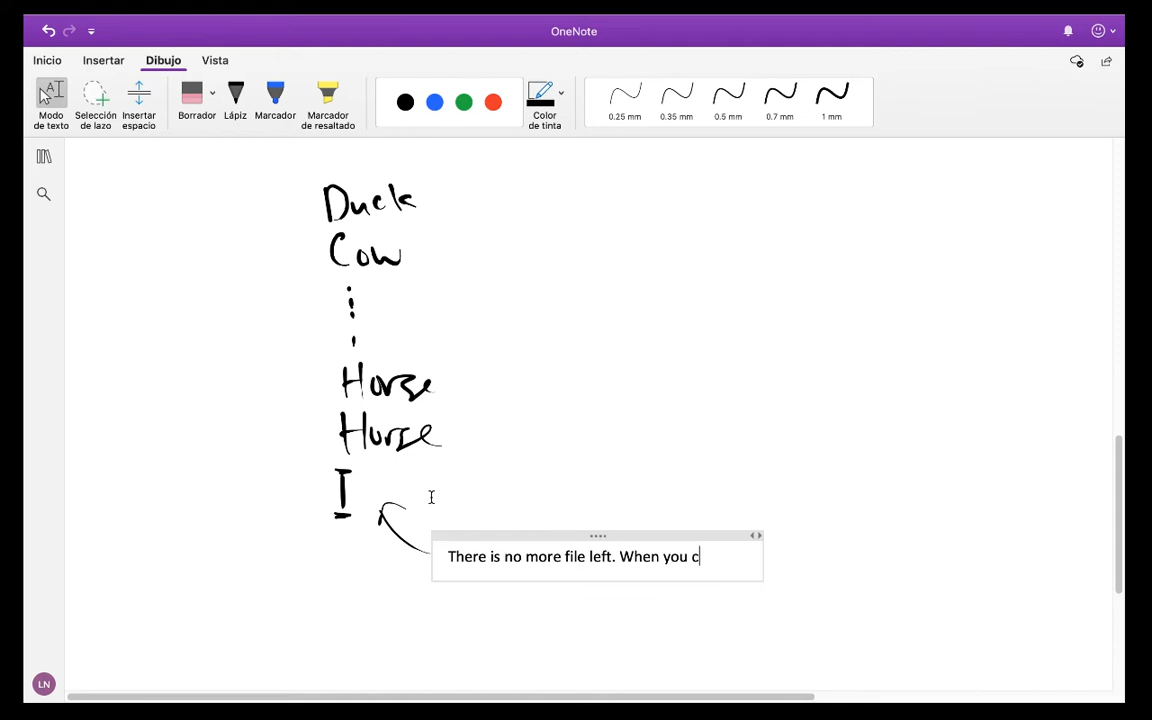 OneNote
Inicio Insertar Dibujo Vista
Modo de texto
Selección de lazo
Insertar espacio
Borrador
Lápiz
Marcador
Marcador de resaltado
Color de tinta
0.25 mm 0.35 mm 0.5 mm 0.7 mm 1 mm
Duck
Cow
Horse
Horse
I
There is no more file left. When you c
LN